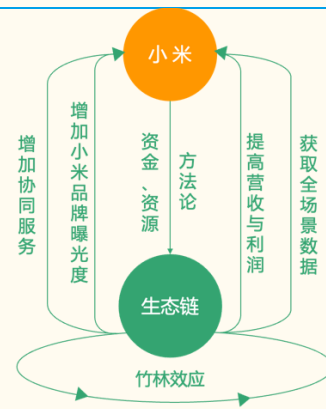 小米
增加协同服务
增加小米品牌曝光度
资金、资源
方法论
提高营收与利润
获取全场景数据
生态链
竹林效应